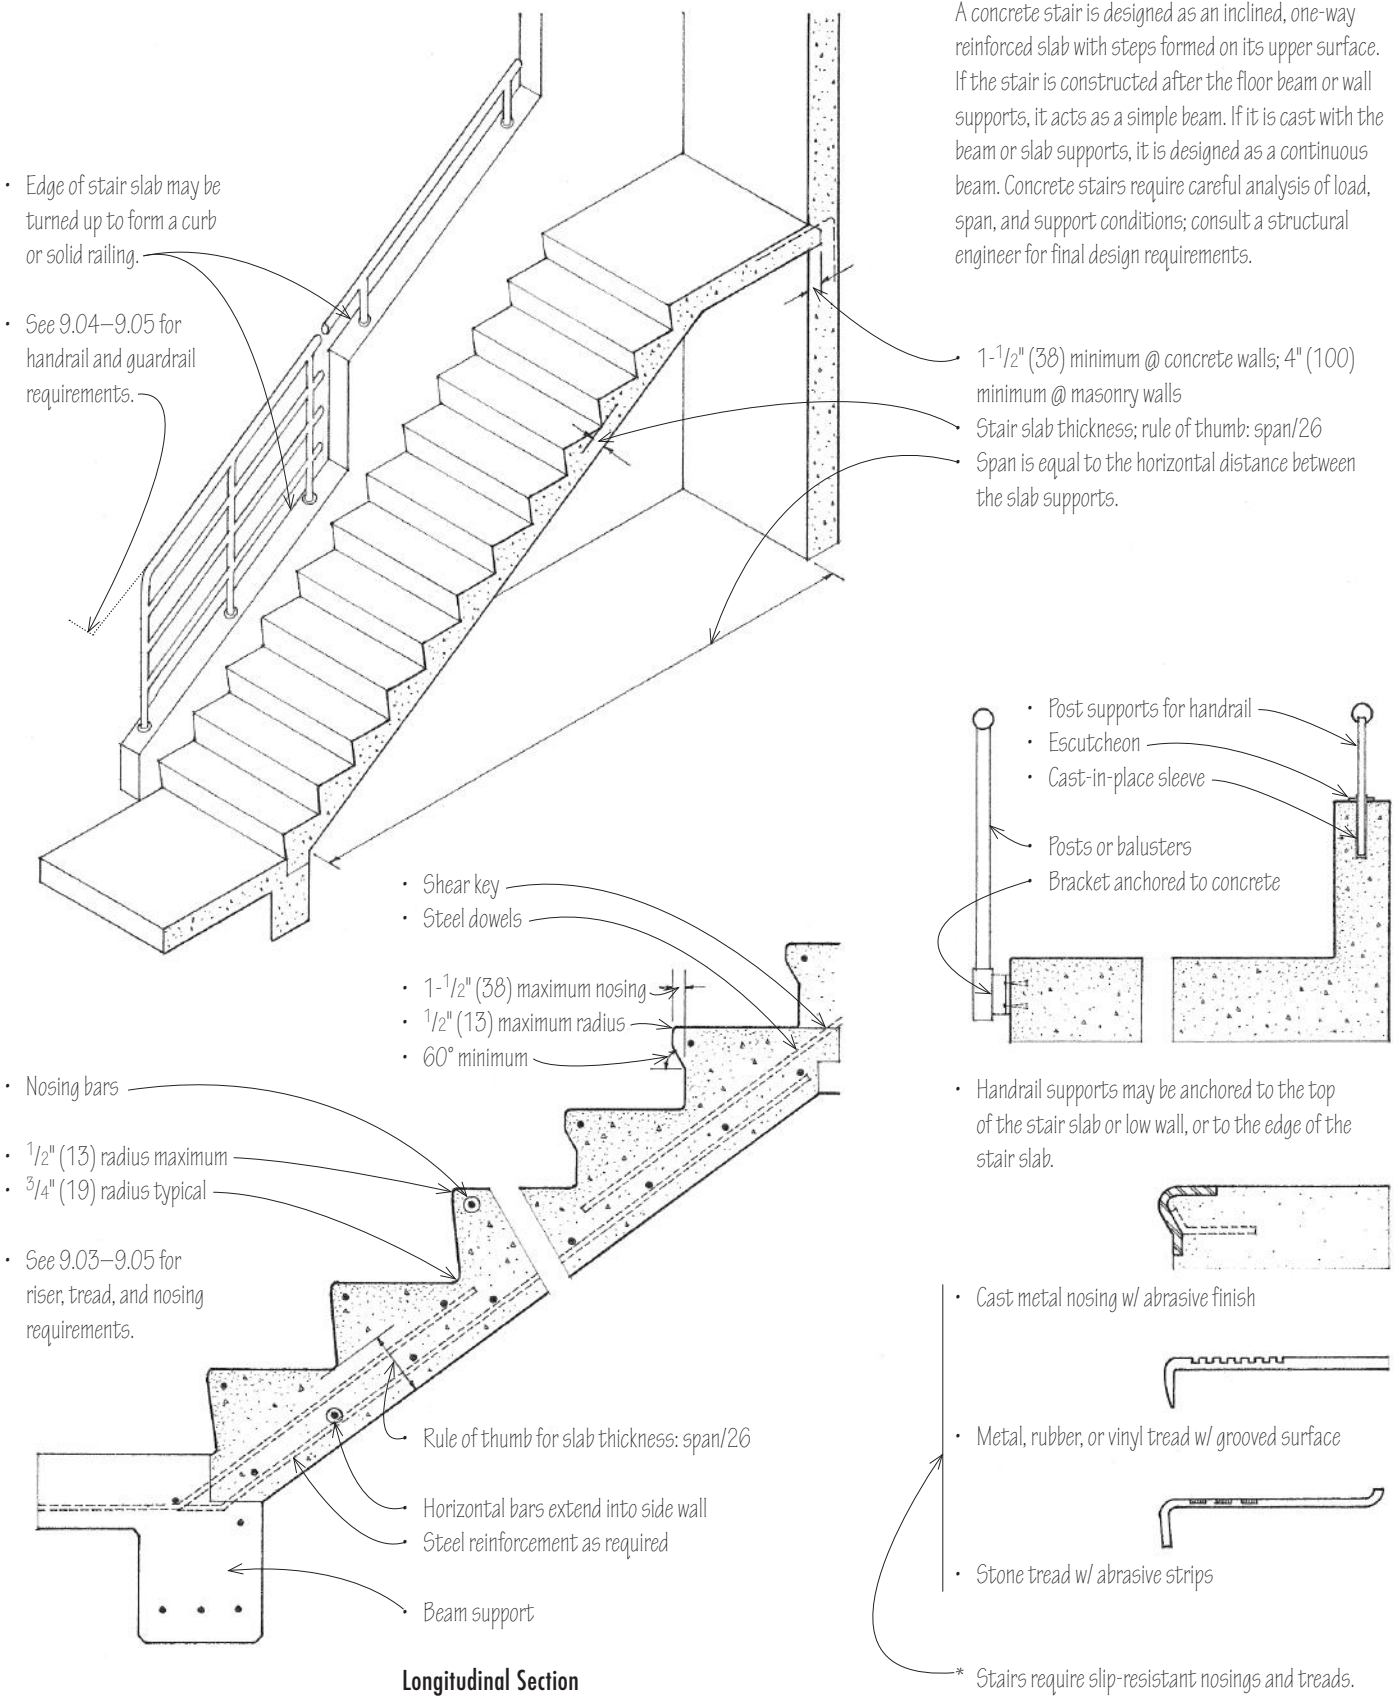 A concrete stair is designed as an inclined, one-way
reinforced slab with steps formed on its upper surface.
If the stair is constructed after the floor beam or wall
supports, it acts as a simple beam. If it is cast with the
beam or slab supports, it is designed as a continuous
beam. Concrete stairs require careful analysis of load,
span, and support conditions; consult a structural
engineer for final design requirements.
• Edge of stair slab may be
turned up to form a curb
or solid railing.
• See 9.04–9.05 for
handrail and guardrail
requirements.
• 1-1/2" (38) minimum @ concrete walls; 4" (100)
minimum @ masonry walls
• Stair slab thickness; rule of thumb: span/26
• Span is equal to the horizontal distance between
the slab supports.
• Post supports for handrail
• Escutcheon
• Cast-in-place sleeve
• Posts or balusters
• Bracket anchored to concrete
• Handrail supports may be anchored to the top
of the stair slab or low wall, or to the edge of the
stair slab.
• Shear key
• Steel dowels
• 1-1/2" (38) maximum nosing
• 1/2" (13) maximum radius
• 60° minimum
• Nosing bars
• 1/2" (13) radius maximum
• 3/4" (19) radius typical
• See 9.03–9.05 for
riser, tread, and nosing
requirements.
• Rule of thumb for slab thickness: span/26
• Horizontal bars extend into side wall
• Steel reinforcement as required
• Beam support
Longitudinal Section
• Cast metal nosing w/ abrasive finish
• Metal, rubber, or vinyl tread w/ grooved surface
• Stone tread w/ abrasive strips
* Stairs require slip-resistant nosings and treads.